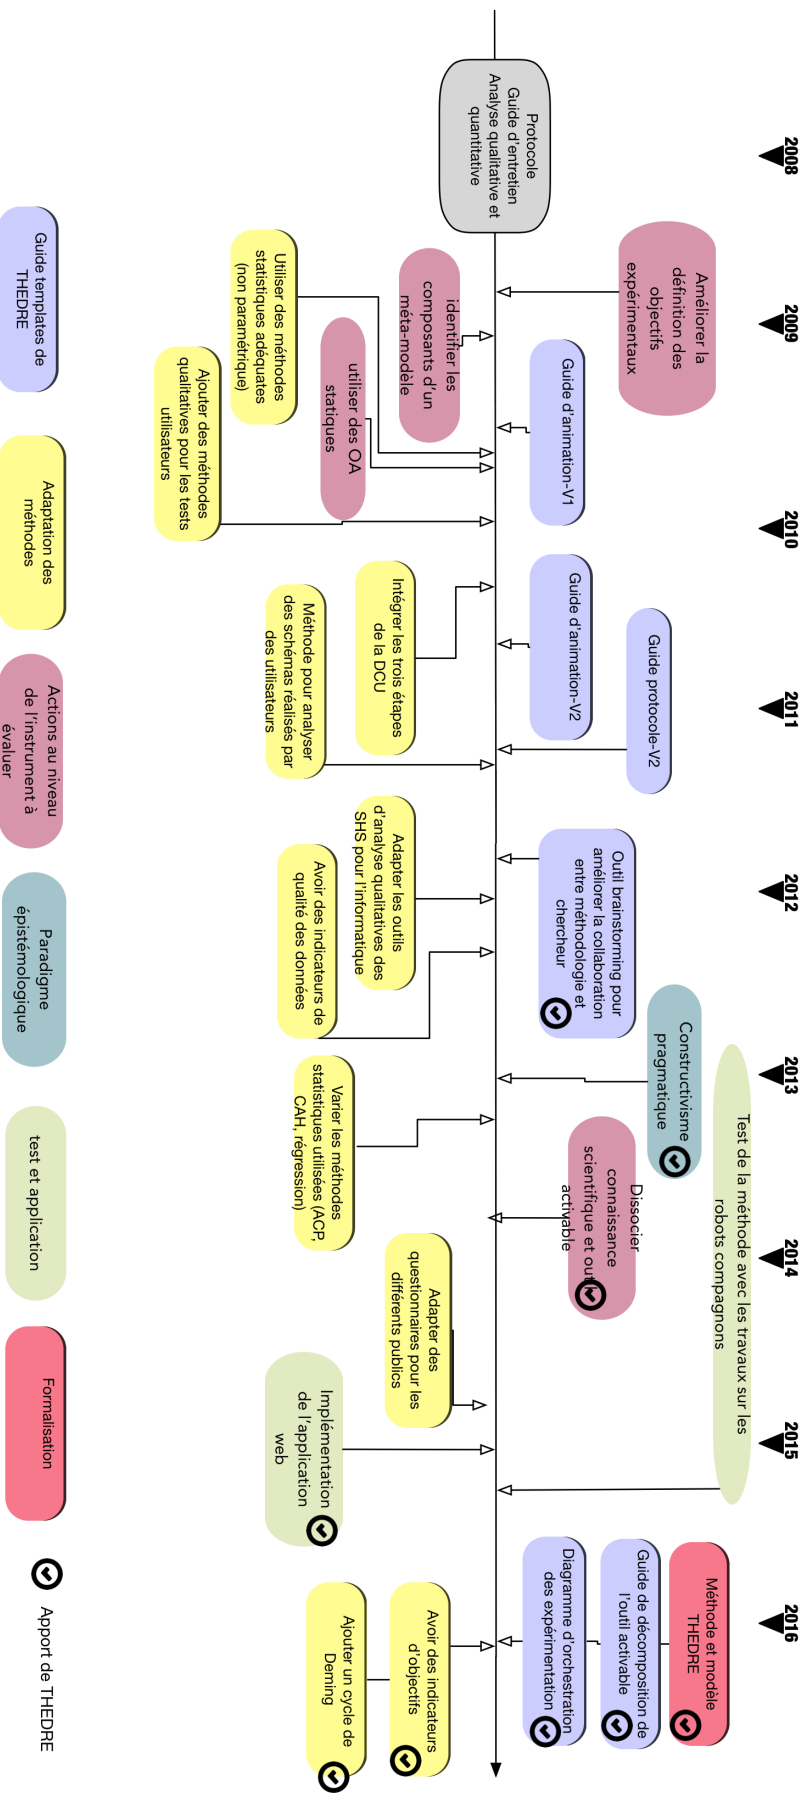 2008
2009
2010
2011
2012
2013
2014
2015
2016
Protocole
Guide d'entretien
Analyse qualitative et
quantitative
Améliorer la
définition des
objectifs
expérimentaux
identifier les
composants d'un
méta-modèle
Guide d'animation-V1
Utiliser des méthodes
statistiques adéquates
(non paramétrique)
utiliser des OA
statiques
Ajouter des méthodes
qualitatives pour les tests
utilisateurs
Guide d'animation-V2
Guide protocole-V2
Intégrer les trois étapes
de la DCU
Méthode pour analyser
des schémas réalisés par
des utilisateurs
Outil brainstorming pour
améliorer la collaboration
entre méthodologie et
chercheur
Adapter les outils
d'analyse qualitatives des
SHS pour l'informatique
Avoir des indicateurs de
qualité des données
Constructivisme
pragmatique
Test de la méthode avec les travaux sur les
robots compagnons
Varier les méthodes
statistiques utilisées (ACP,
CAH, régression)
Dissocier
connaissance
scientifique et outil
activable
Adapter des
questionnaires pour les
différents publics
Implémentation
de l'application
web
Méthode et modèle
THEDRE
Guide de décomposition de
l'outil activable
Diagramme d'orchestration
des expérimentation
Avoir des indicateurs
d'objectifs
Ajouter un cycle de
Deming
Guide templates de
THEDRE
Adaptation des
méthodes
Actions au niveau
de l'instrument à
évaluer
Paradigme
épistémologique
test et application
Formalisation
Apport de THEDRE